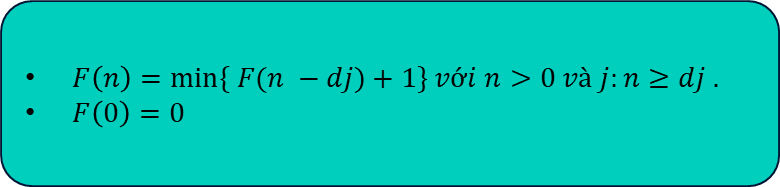 • F(n) = min{ F(n − dj) + 1} với n > 0 và j: n ≥ dj .
• F(0) = 0